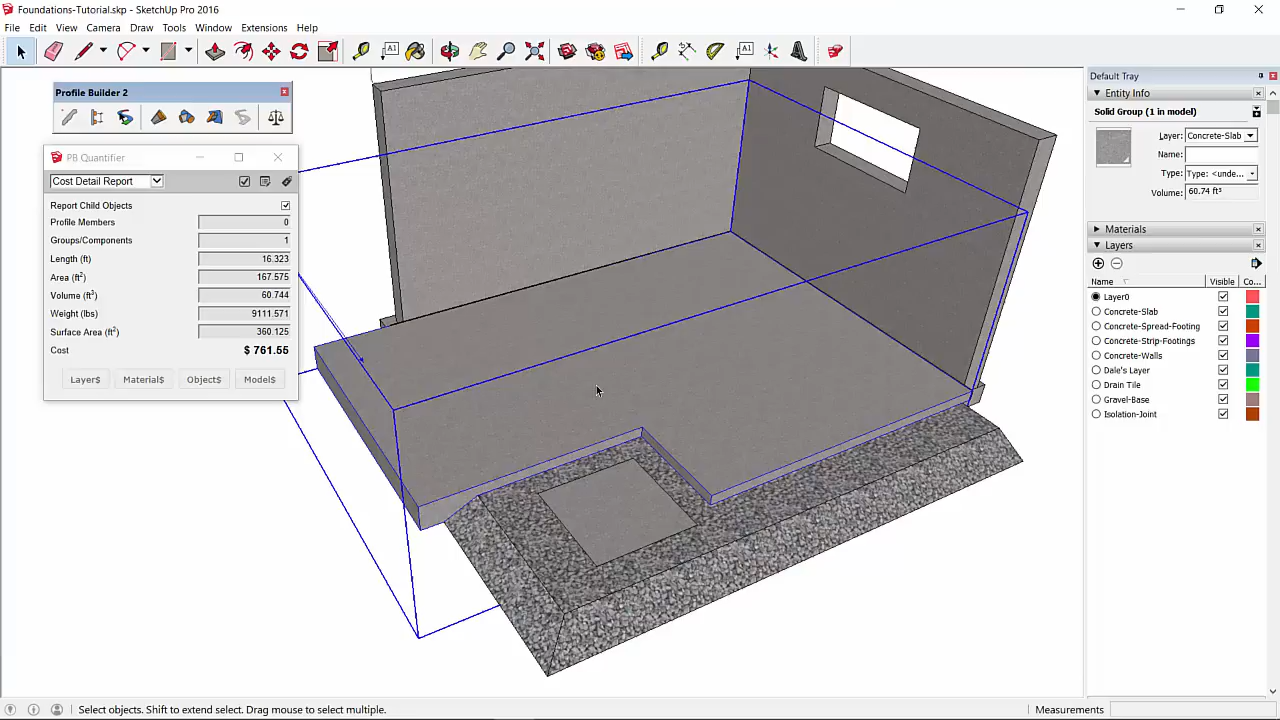 Foundations-Tutorial.skp - SketchUp Pro 2016
File Edit View Camera Draw Tools Window Extensions Help
A1 A1
Profile Builder 2
PB Quantifier
Cost Detail Report
Report Child Objects
Profile Members 0
Groups/Components 1
Length (ft) 16.323
Area (ft²) 167.575
Volume (ft³) 60.744
Weight (lbs) 9111.571
Surface Area (ft²) 360.125
Cost $ 761.55
Layer$ Material$ Object$ Model$
Default Tray
Entity Info
Solid Group (1 in model)
Layer: Concrete-Slab
Name:
Type: Type: <unde...
Volume: 60.74 ft³
Materials
Layers
Name Visible Co...
Layer0
Concrete-Slab
Concrete-Spread-Footing
Concrete-Strip-Footings
Concrete-Walls
Dale's Layer
Drain Tile
Gravel-Base
Isolation-Joint
Select objects. Shift to extend select. Drag mouse to select multiple.
Measurements